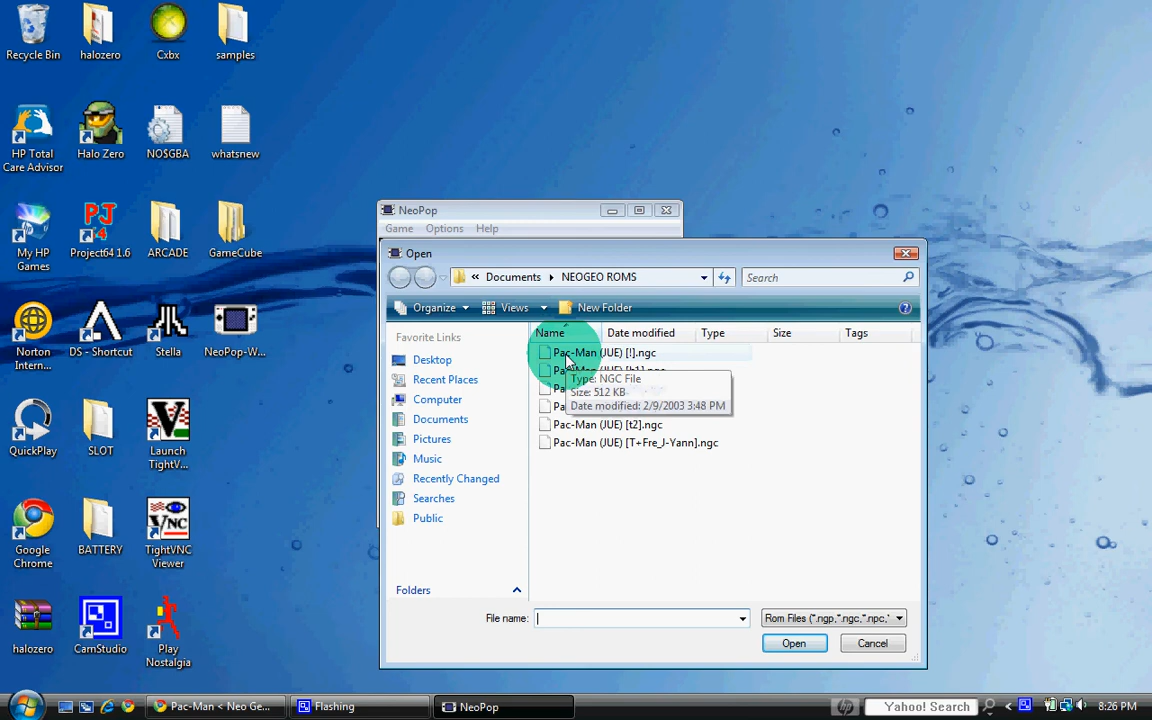 Recycle Bin
halozero
Cxbx
samples
HP Total
Care Advisor
Halo Zero
NO$GBA
whatsnew
My HP
Games
Project64 1.6
ARCADE
GameCube
Norton
Intern...
DS - Shortcut
Stella
NeoPop-W...
QuickPlay
SLOT
Launch
TightV...
Google
Chrome
BATTERY
TightVNC
Viewer
halozero
CamStudio
Play
Nostalgia
NeoPop
Game Options Help
Open
« Documents NEOGEO ROMS
Search
Organize Views New Folder
Favorite Links
Desktop
Recent Places
Computer
Documents
Pictures
Music
Recently Changed
Searches
Public
Folders
Name Date modified Type Size Tags
Pac-Man (JUE) [!].ngc
Type: NGC File
Size: 512 KB
Date modified: 2/9/2003 3:48 PM
Pac-Man (JUE) [t2].ngc
Pac-Man (JUE) [T+Fre_J-Yann].ngc
File name:
Rom Files (*.ngp,*.ngc,*.npc,*
Open Cancel
Pac-Man < Neo Ge...
Flashing
NeoPop
hp
Yahoo! Search
8:26 PM